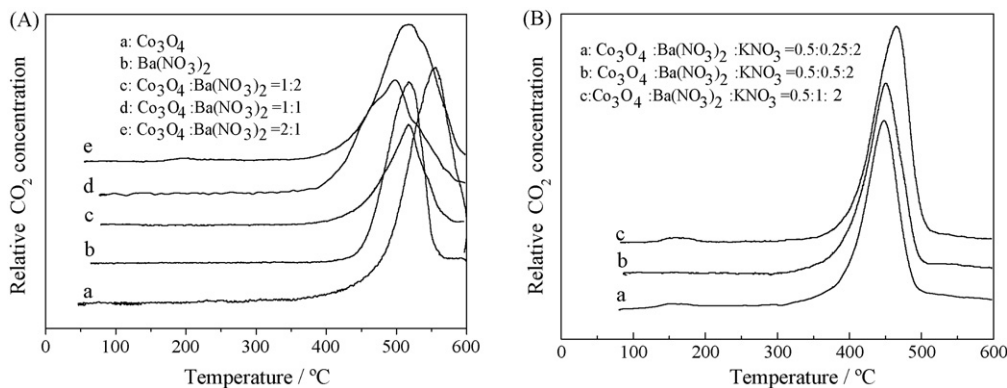 (A)
a: Co3O4
b: Ba(NO3)2
c: Co3O4 :Ba(NO3)2 =1:2
d: Co3O4 :Ba(NO3)2 =1:1
e: Co3O4 :Ba(NO3)2 =2:1
e
d
c
b
a
Relative CO2 concentration
0 100 200 300 400 500 600
Temperature / ºC
(B)
a: Co3O4 :Ba(NO3)2 :KNO3 =0.5:0.25:2
b: Co3O4 :Ba(NO3)2 :KNO3 =0.5:0.5:2
c:Co3O4 :Ba(NO3)2 :KNO3 =0.5:1: 2
c
b
a
Relative CO2 concentration
0 100 200 300 400 500 600
Temperature / ºC